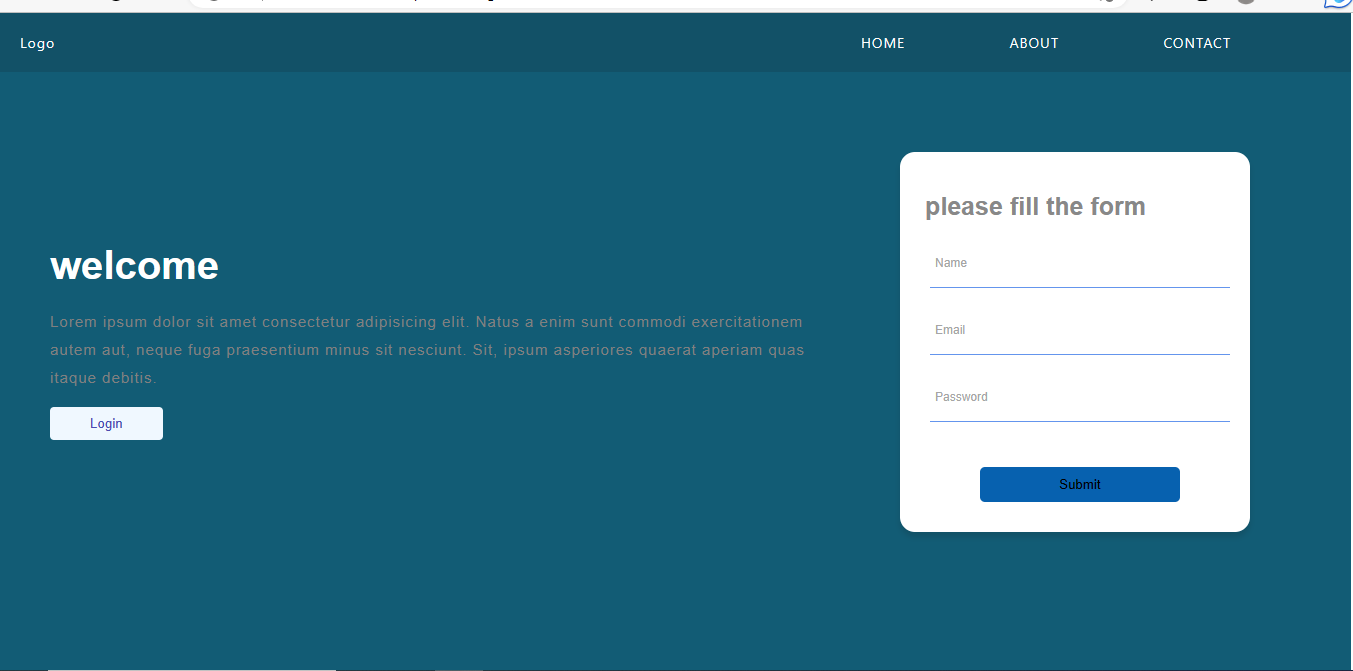 Logo
HOME
ABOUT
CONTACT
welcome
Lorem ipsum dolor sit amet consectetur adipisicing elit. Natus a enim sunt commodi exercitationem
autem aut, neque fuga praesentium minus sit nesciunt. Sit, ipsum asperiores quaerat aperiam quas
itaque debitis.
Login
please fill the form
Name
Email
Password
Submit